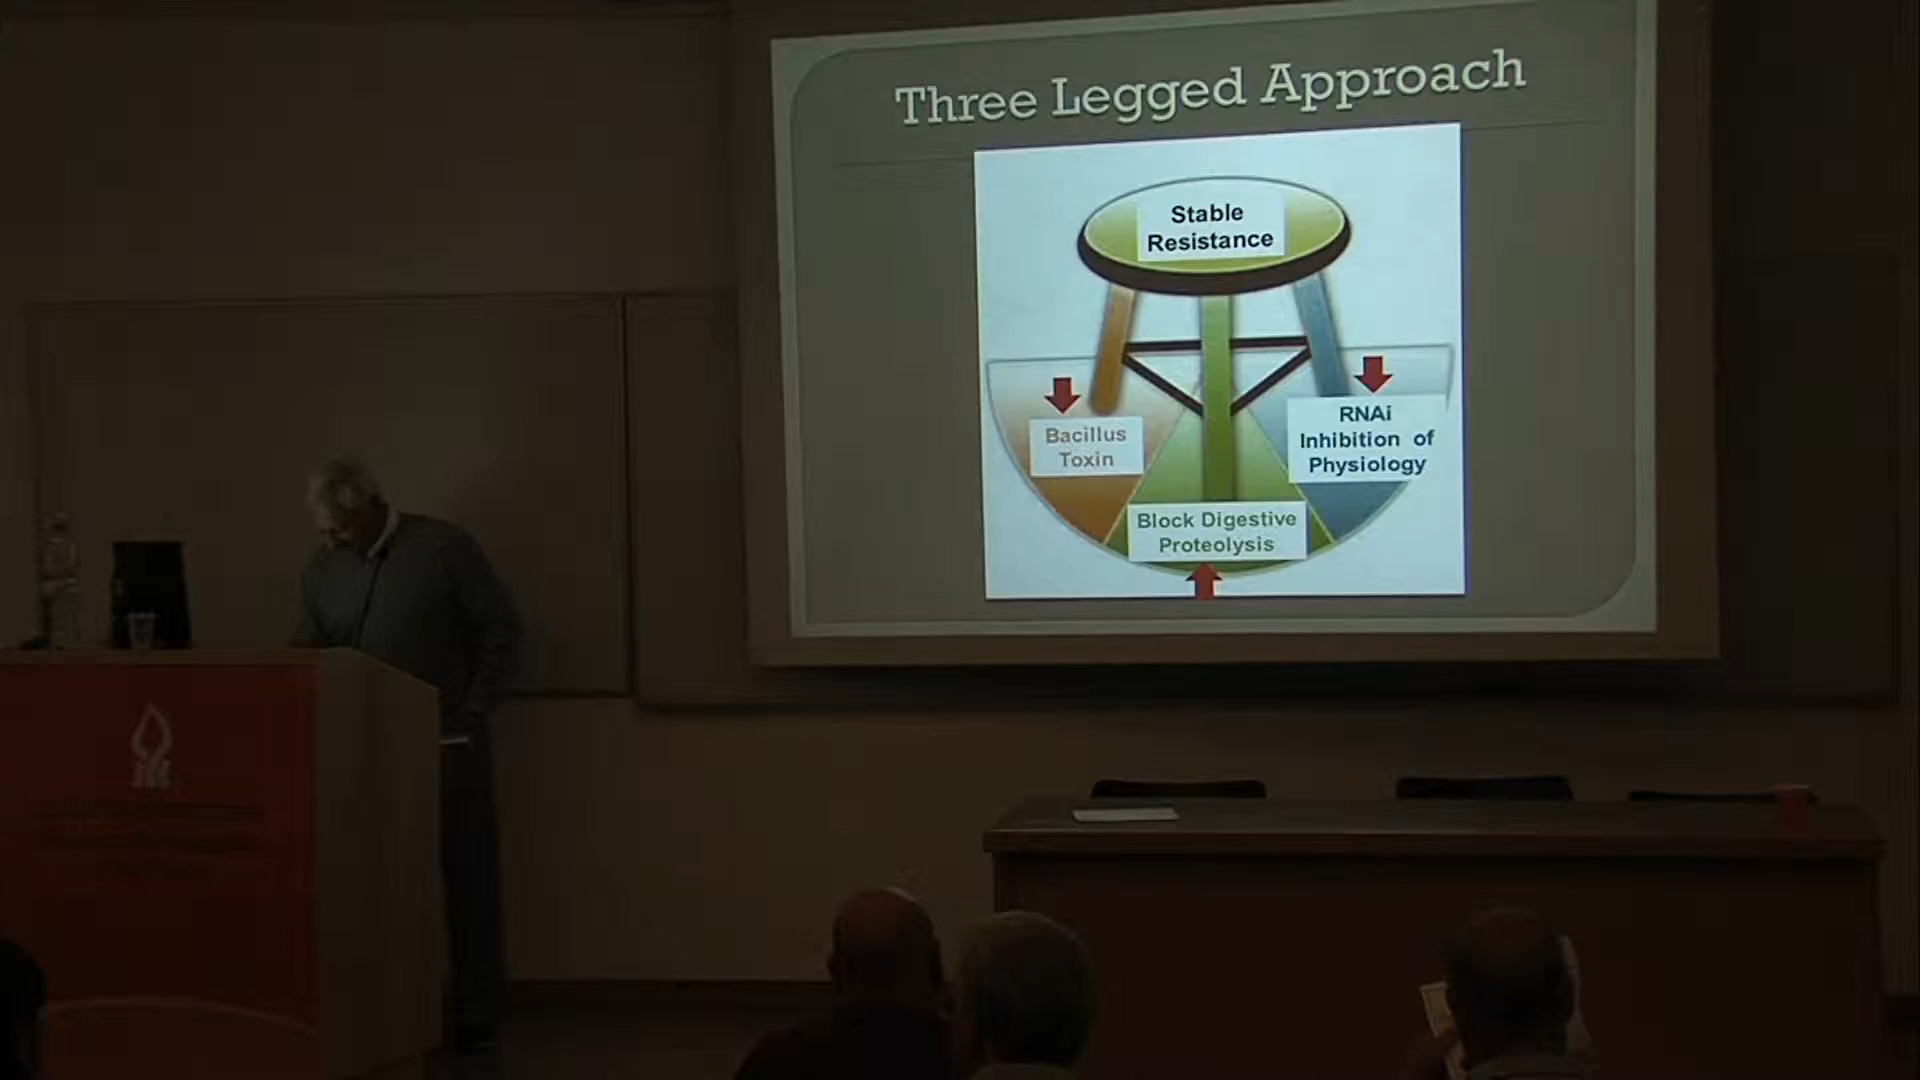 Three Legged Approach
Stable
Resistance
Bacillus
Toxin
RNAi
Inhibition of
Physiology
Block Digestive
Proteolysis